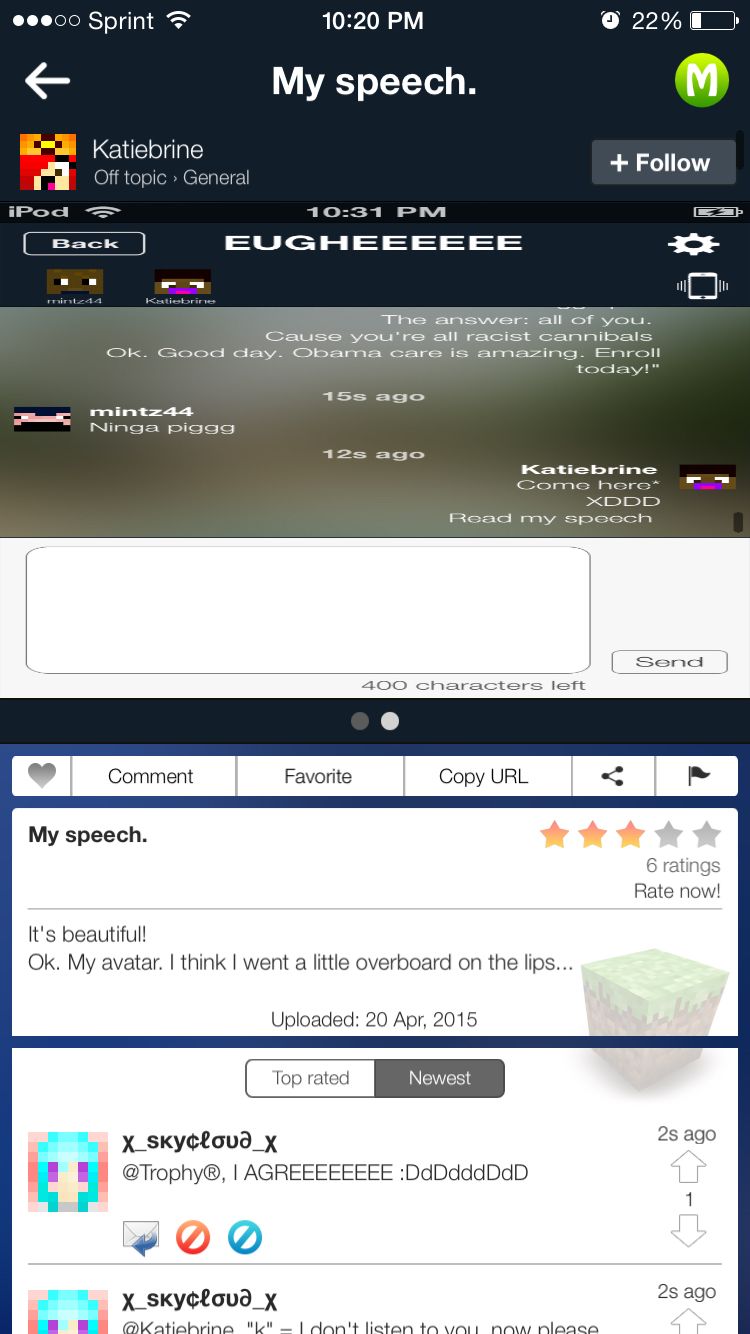 Sprint 10:20 PM 22%
My speech.
M
Katiebrine
Off topic › General
+ Follow
iPod 10:31 PM
Back EUGHEEEEEE
mintz44 Katiebrine
The answer: all of you.
Cause you're all racist cannibals
Ok. Good day. Obama care is amazing. Enroll
today!"
15s ago
mintz44
Ninga piggg
12s ago
Katiebrine
Come here*
XDDD
Read my speech
Send
400 characters left
Comment Favorite Copy URL
My speech.
6 ratings
Rate now!
It's beautiful!
Ok. My avatar. I think I went a little overboard on the lips...
Uploaded: 20 Apr, 2015
Top rated Newest
χ_ѕку¢ℓσυ∂_χ 2s ago
@Trophy®, I AGREEEEEEEE :DdDdddDdD
1
χ_ѕку¢ℓσυ∂_χ 2s ago
@Katiebrine, "k" = I don't listen to you, now please